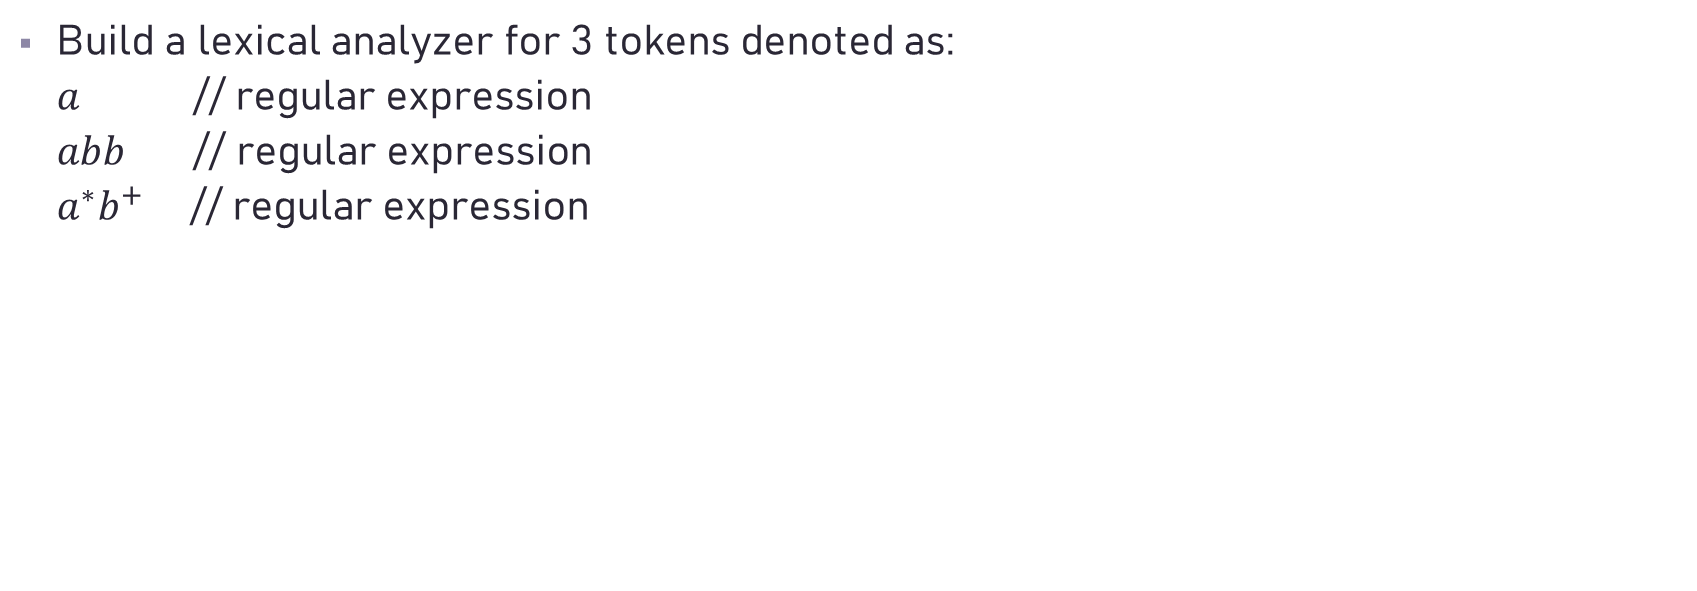 ▪ Build a lexical analyzer for 3 tokens denoted as:
a // regular expression
abb // regular expression
a*b⁺ // regular expression